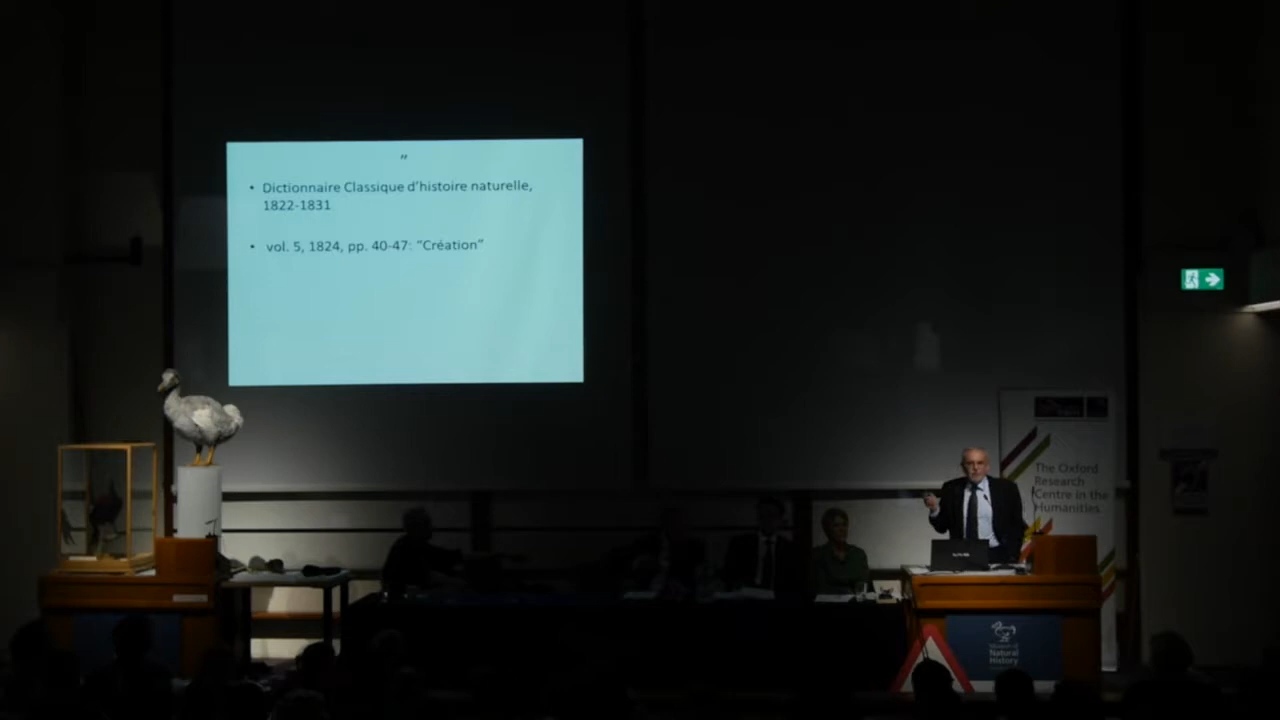 ”
• Dictionnaire Classique d’histoire naturelle,
1822-1831
• vol. 5, 1824, pp. 40-47: “Création”
The Oxford
Research
Centre in the
Humanities
Museum of
Natural
History